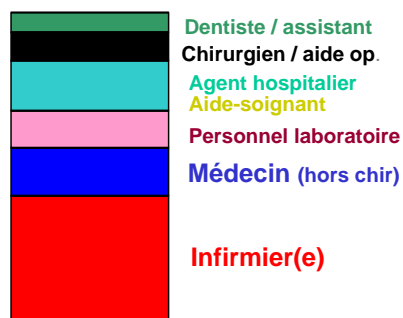 Dentiste / assistant
Chirurgien / aide op.
Agent hospitalier
Aide-soignant
Personnel laboratoire
Médecin (hors chir)
Infirmier(e)